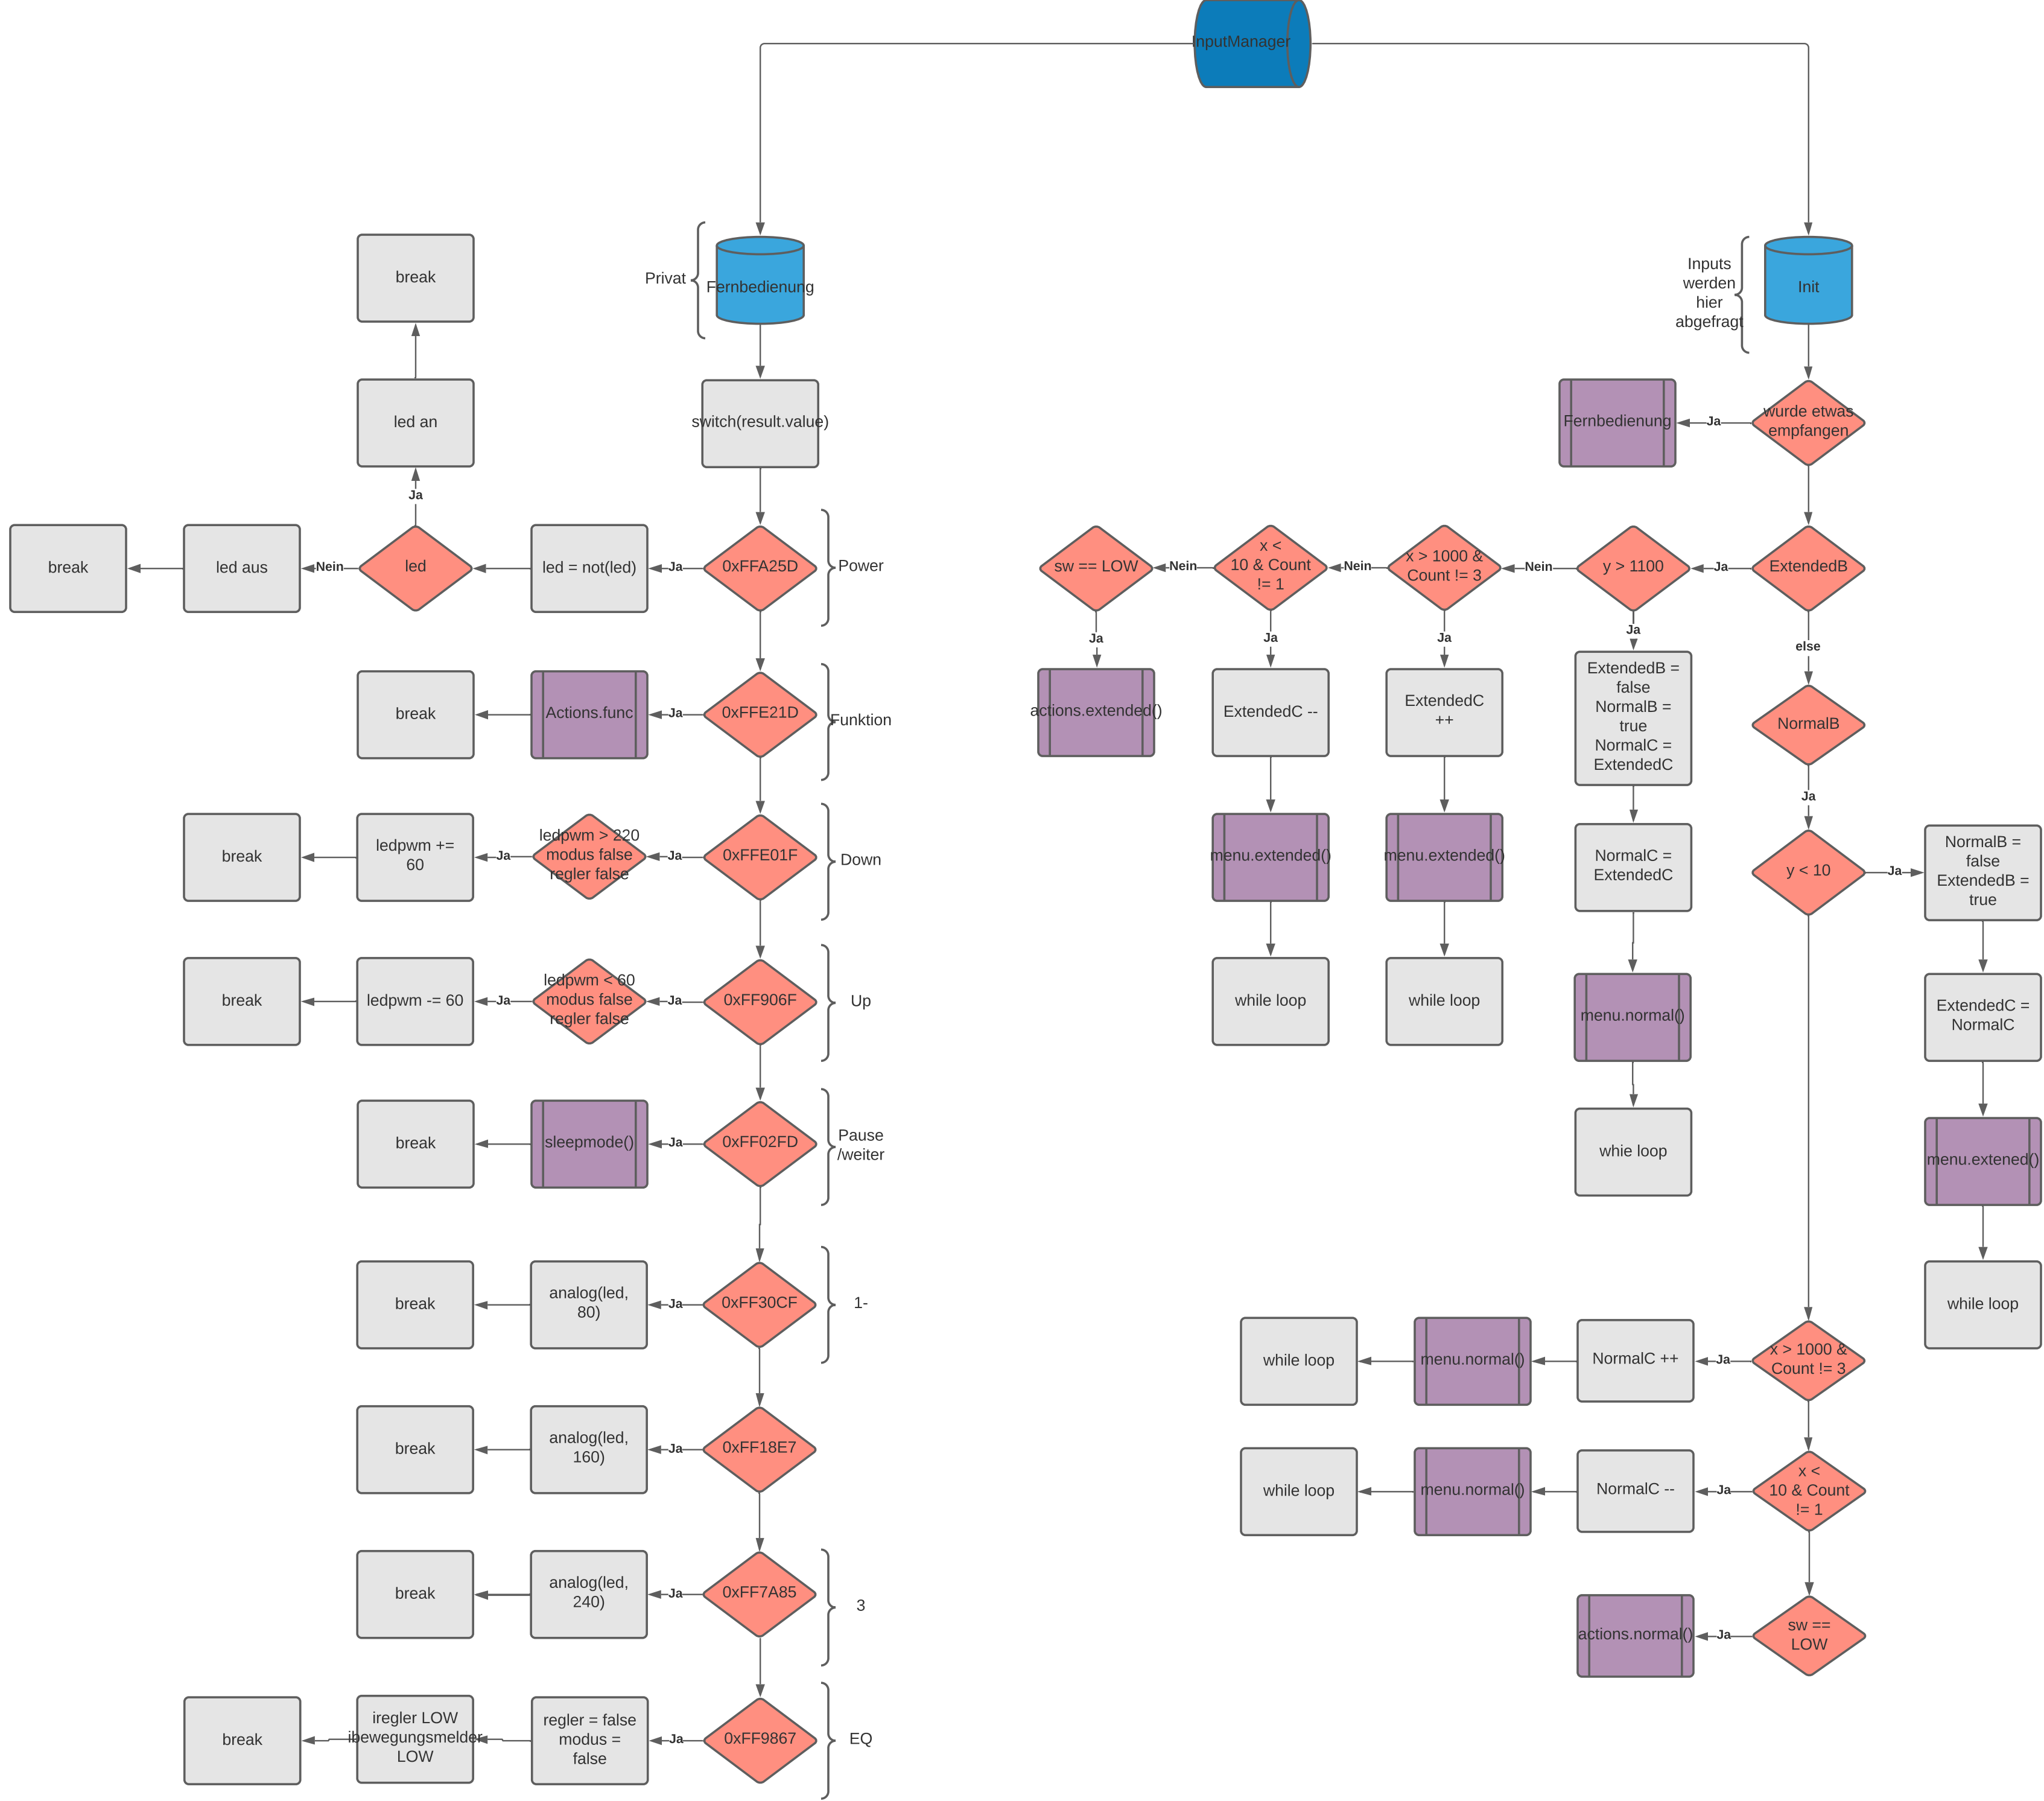 InputManager
Privat
Fernbedienung
switch(result.value)
0xFFA25D
Power
Ja
led = not(led)
led
Ja
led an
break
Nein
led aus
break
0xFFE21D
Funktion
Ja
Actions.func
break
0xFFE01F
Down
Ja
ledpwm > 220
modus false
regler false
Ja
ledpwm +=
60
break
0xFF906F
Up
Ja
ledpwm < 60
modus false
regler false
Ja
ledpwm -= 60
break
0xFF02FD
Pause
/weiter
Ja
sleepmode()
break
0xFF30CF
1-
Ja
analog(led,
80)
break
0xFF18E7
Ja
analog(led,
160)
break
0xFF7A85
3
Ja
analog(led,
240)
break
0xFF9867
EQ
Ja
regler = false
modus =
false
iregler LOW
ibewegungsmelder
LOW
break
Inputs
werden
hier
abgefragt
Init
wurde etwas
empfangen
Ja
Fernbedienung
ExtendedB
Ja
y > 1100
Nein
x > 1000 &
Count != 3
Nein
x <
10 & Count
!= 1
Nein
sw == LOW
Ja
actions.extended()
Ja
ExtendedC --
menu.extended()
while loop
Ja
ExtendedC
++
menu.extended()
while loop
Ja
ExtendedB =
false
NormalB =
true
NormalC =
ExtendedC
NormalC =
ExtendedC
menu.normal()
whie loop
else
NormalB
Ja
y < 10
Ja
NormalB =
false
ExtendedB =
true
ExtendedC =
NormalC
menu.extened()
while loop
x > 1000 &
Count != 3
Ja
NormalC ++
menu.normal()
while loop
x <
10 & Count
!= 1
Ja
NormalC --
menu.normal()
while loop
sw ==
LOW
Ja
actions.normal()